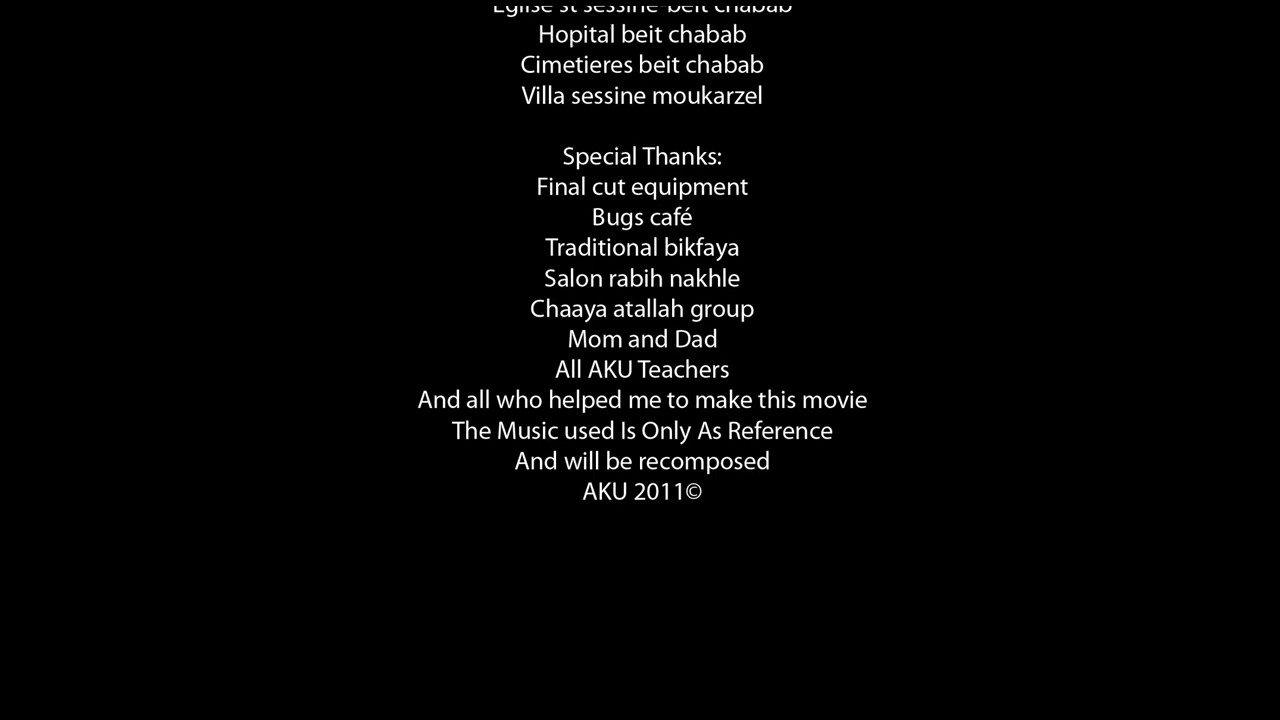 Eglise st sessine-beit chabab
Hopital beit chabab
Cimetieres beit chabab
Villa sessine moukarzel
Special Thanks:
Final cut equipment
Bugs café
Traditional bikfaya
Salon rabih nakhle
Chaaya atallah group
Mom and Dad
All AKU Teachers
And all who helped me to make this movie
The Music used Is Only As Reference
And will be recomposed
AKU 2011©